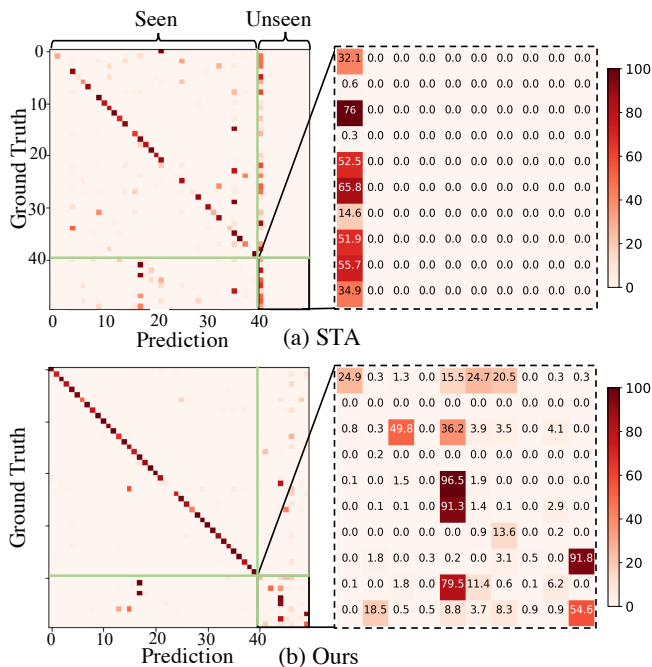 Seen Unseen
0
10
20
30
40
Ground Truth
0 10 20 30 40
Prediction
32.1 0.0 0.0 0.0 0.0 0.0 0.0 0.0 0.0 0.0
0.6 0.0 0.0 0.0 0.0 0.0 0.0 0.0 0.0 0.0
76 0.0 0.0 0.0 0.0 0.0 0.0 0.0 0.0 0.0
0.3 0.0 0.0 0.0 0.0 0.0 0.0 0.0 0.0 0.0
52.5 0.0 0.0 0.0 0.0 0.0 0.0 0.0 0.0 0.0
65.8 0.0 0.0 0.0 0.0 0.0 0.0 0.0 0.0 0.0
14.6 0.0 0.0 0.0 0.0 0.0 0.0 0.0 0.0 0.0
51.9 0.0 0.0 0.0 0.0 0.0 0.0 0.0 0.0 0.0
55.7 0.0 0.0 0.0 0.0 0.0 0.0 0.0 0.0 0.0
34.9 0.0 0.0 0.0 0.0 0.0 0.0 0.0 0.0 0.0
100
80
60
40
20
0
(a) STA
Ground Truth
0 10 20 30 40
Prediction
24.9 0.3 1.3 0.0 15.5 24.7 20.5 0.0 0.3 0.3
0.0 0.0 0.0 0.0 0.0 0.0 0.0 0.0 0.0 0.0
0.8 0.3 49.8 0.0 36.2 3.9 3.5 0.0 4.1 0.0
0.0 0.2 0.0 0.0 0.0 0.0 0.0 0.0 0.0 0.0
0.1 0.0 1.5 0.0 96.5 1.9 0.0 0.0 0.0 0.0
0.1 0.0 0.1 0.0 91.3 1.4 0.1 0.0 2.9 0.0
0.0 0.0 0.0 0.0 0.0 0.9 13.6 0.0 0.2 0.0
0.0 1.8 0.0 0.3 0.2 0.0 3.1 0.5 0.0 91.8
0.1 0.0 1.8 0.0 79.5 11.4 0.6 0.1 6.2 0.0
0.0 18.5 0.5 0.5 8.8 3.7 8.3 0.9 0.9 54.6
100
80
60
40
20
0
(b) Ours